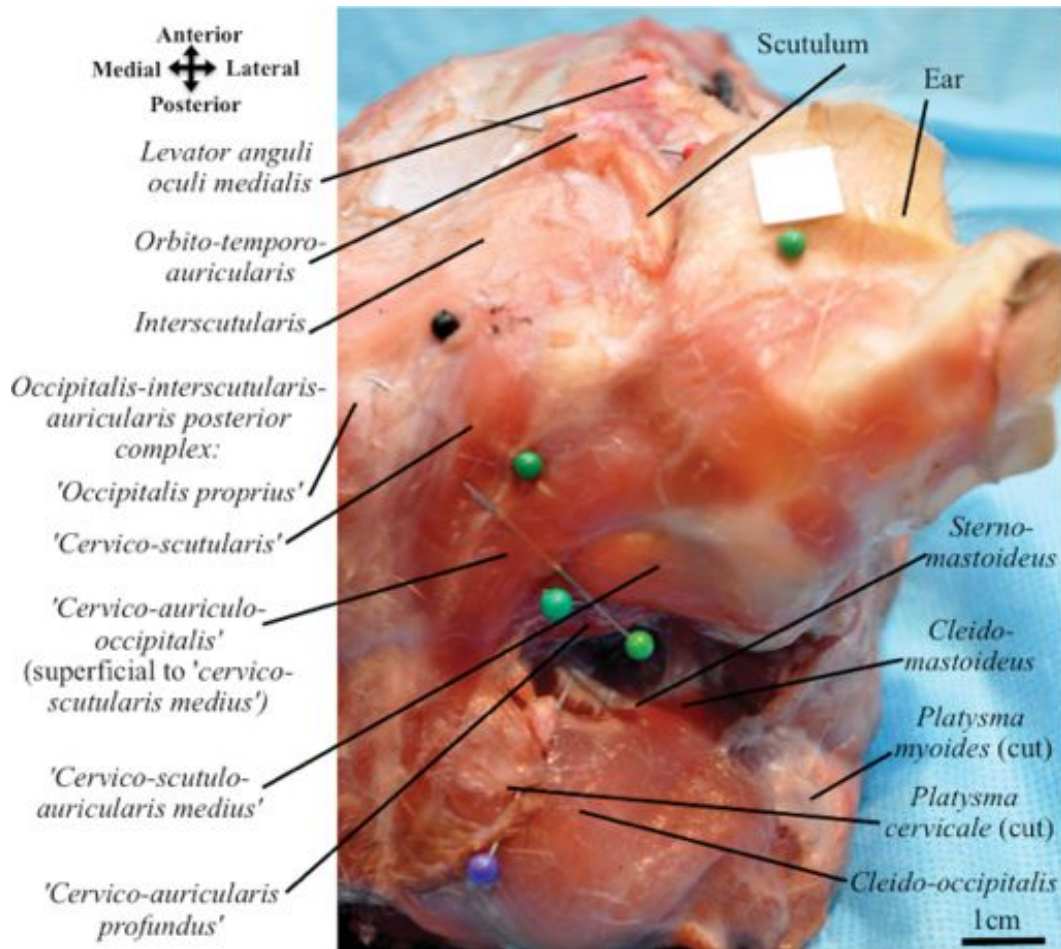 Anterior
Medial Lateral
Posterior
Levator anguli
oculi medialis
Orbito-temporo-
auricularis
Interscutularis
Occipitalis-interscutularis-
auricularis posterior
complex:
'Occipitalis proprius'
'Cervico-scutularis'
'Cervico-auriculo-
occipitalis'
(superficial to 'cervico-
scutularis medius')
'Cervico-scutulo-
auricularis medius'
'Cervico-auricularis
profundus'
Scutulum
Ear
Sterno-
mastoideus
Cleido-
mastoideus
Platysma
myoides (cut)
Platysma
cervicale (cut)
Cleido-occipitalis
1cm